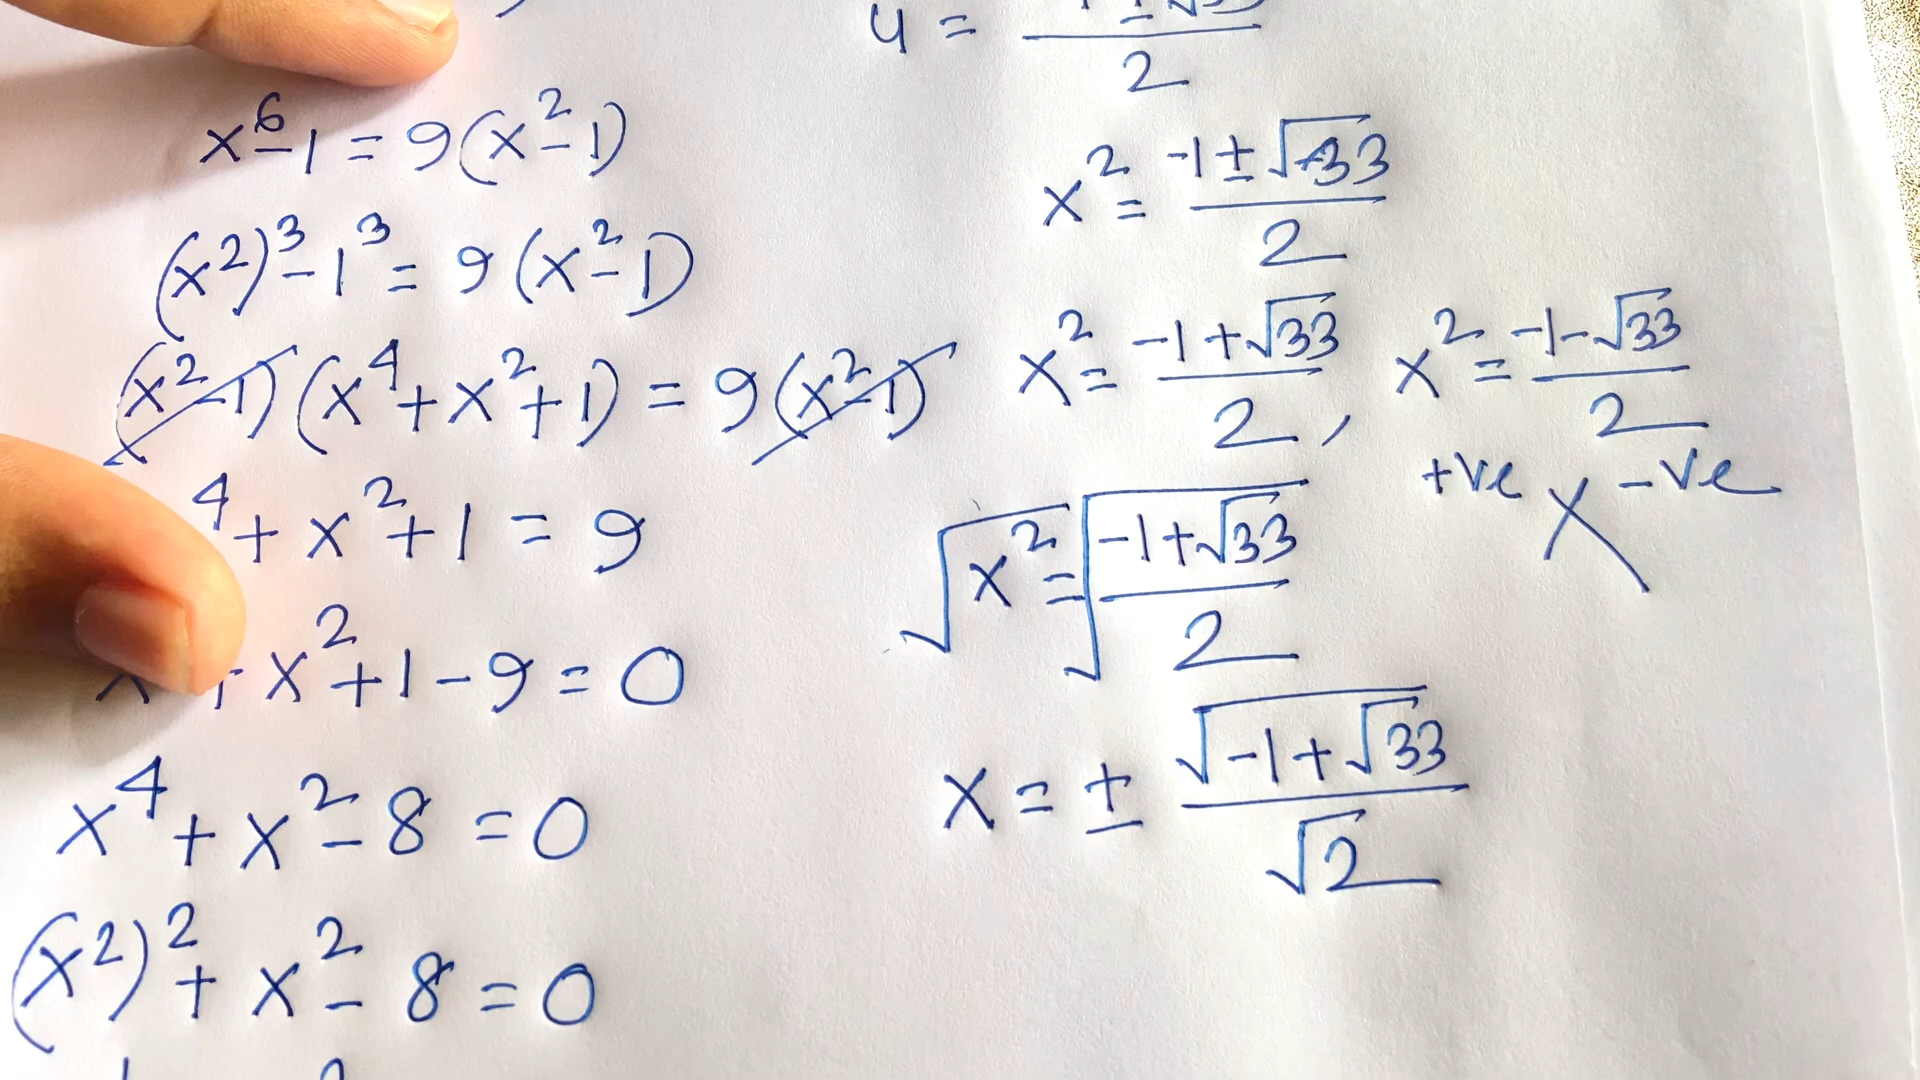 x⁶-1 = 9(x²-1)
(x²)³-1³ = 9(x²-1)
(x²-1)(x⁴+x²+1) = 9(x²-1)
⁴+x²+1 = 9
+x²+1-9 = 0
x⁴+x²-8 = 0
(x²)²+x²-8 = 0
u = / 2
x² = (-1±√33)/2
x² = (-1+√33)/2, x² = (-1-√33)/2
+ve x -ve
√x² = √((-1+√33)/2)
x = ± √(-1+√33)/√2